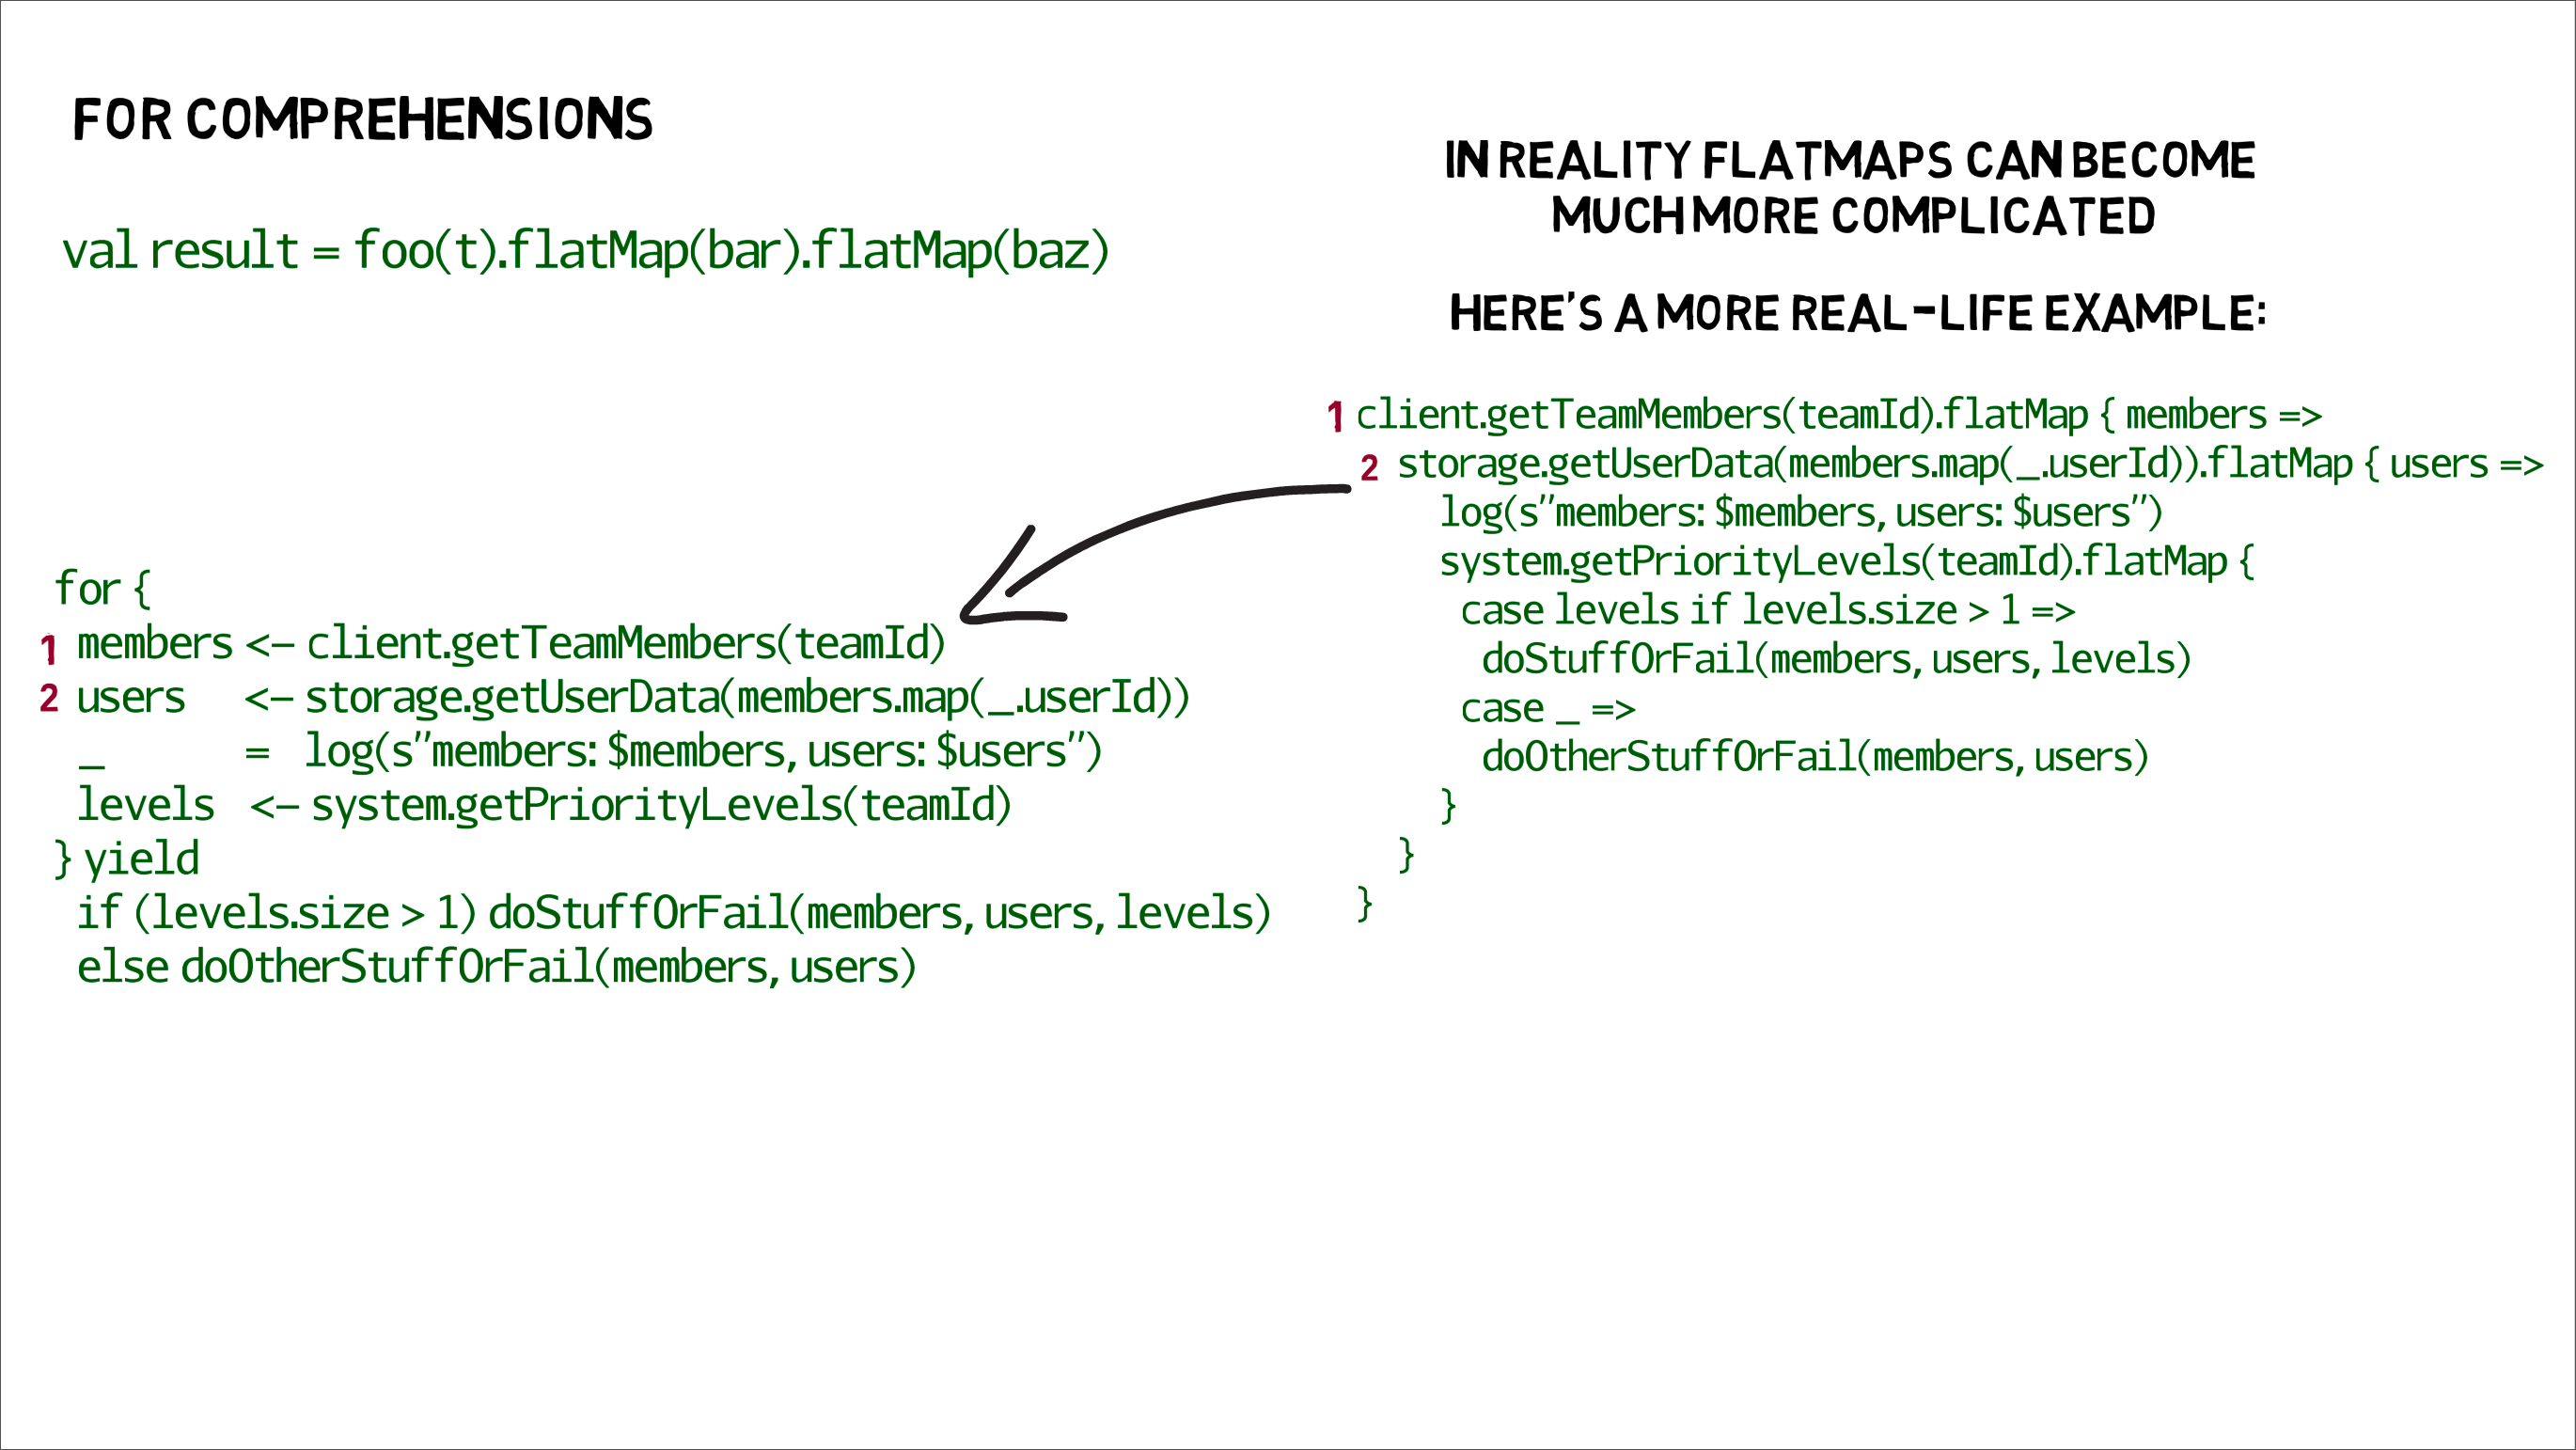 FOR COMPREHENSIONS
val result = foo(t).flatMap(bar).flatMap(baz)
for {
1 members <- client.getTeamMembers(teamId)
2 users <- storage.getUserData(members.map(_.userId))
_ = log(s"members: $members, users: $users")
levels <- system.getPriorityLevels(teamId)
} yield
if (levels.size > 1) doStuffOrFail(members, users, levels)
else doOtherStuffOrFail(members, users)
IN REALITY FLATMAPS CAN BECOME
MUCH MORE COMPLICATED
HERE'S A MORE REAL-LIFE EXAMPLE:
1 client.getTeamMembers(teamId).flatMap { members =>
2 storage.getUserData(members.map(_.userId)).flatMap { users =>
log(s"members: $members, users: $users")
system.getPriorityLevels(teamId).flatMap {
case levels if levels.size > 1 =>
doStuffOrFail(members, users, levels)
case _ =>
doOtherStuffOrFail(members, users)
}
}
}